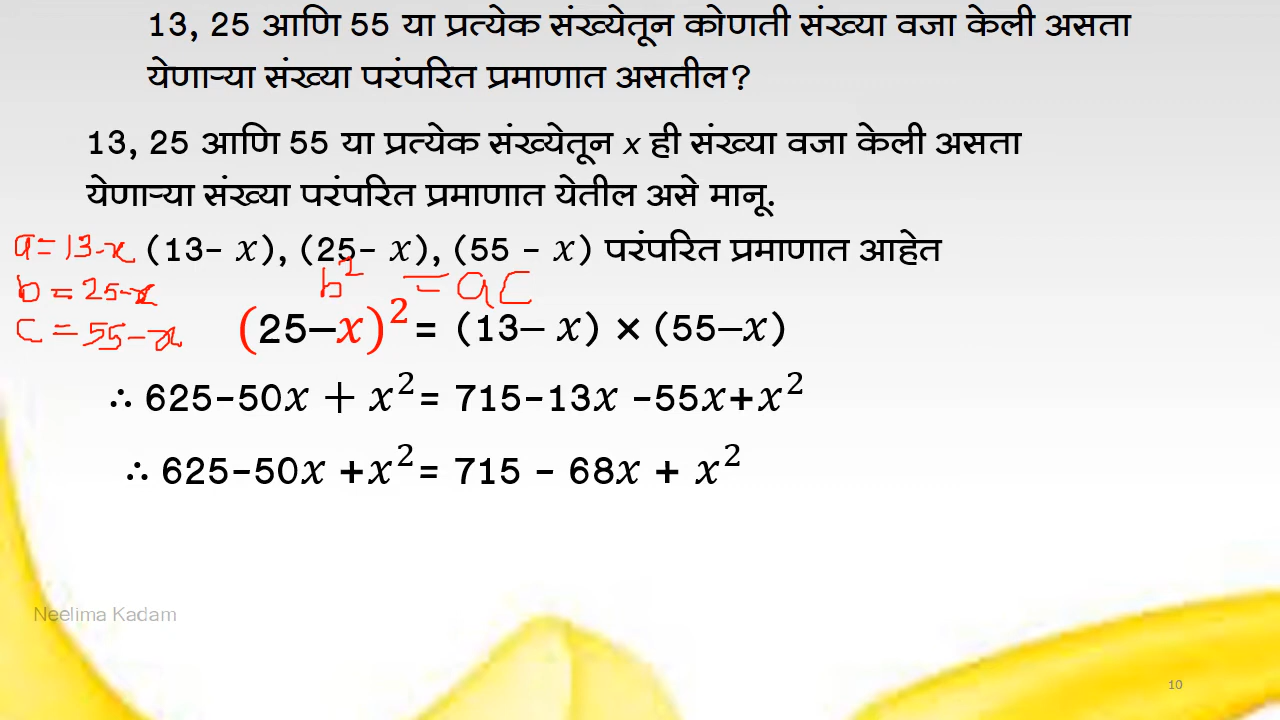 13, 25 आणि 55 या प्रत्येक संख्येतून कोणती संख्या वजा केली असता
येणाऱ्या संख्या परंपरित प्रमाणात असतील?
13, 25 आणि 55 या प्रत्येक संख्येतून x ही संख्या वजा केली असता
येणाऱ्या संख्या परंपरित प्रमाणात येतील असे मानू.
a = 13-x (13– x), (25– x), (55 – x) परंपरित प्रमाणात आहेत
b = 25-x b² = ac
c = 55-x (25–x)² = (13– x) × (55–x)
∴ 625-50x + x² = 715-13x -55x+x²
∴ 625-50x +x² = 715 - 68x + x²
Neelima Kadam
10